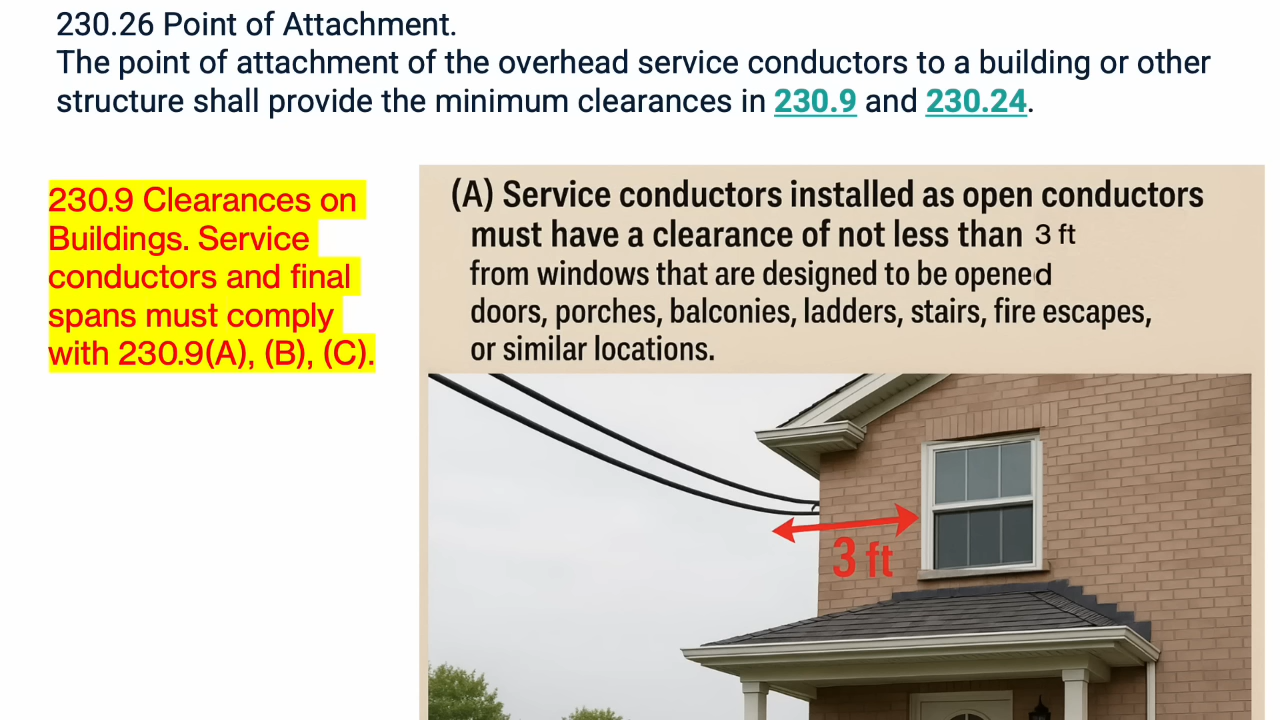 230.26 Point of Attachment.
The point of attachment of the overhead service conductors to a building or other
structure shall provide the minimum clearances in 230.9 and 230.24.
230.9 Clearances on
Buildings. Service
conductors and final
spans must comply
with 230.9(A), (B), (C).
(A) Service conductors installed as open conductors
must have a clearance of not less than 3 ft
from windows that are designed to be opened
doors, porches, balconies, ladders, stairs, fire escapes,
or similar locations.
3 ft